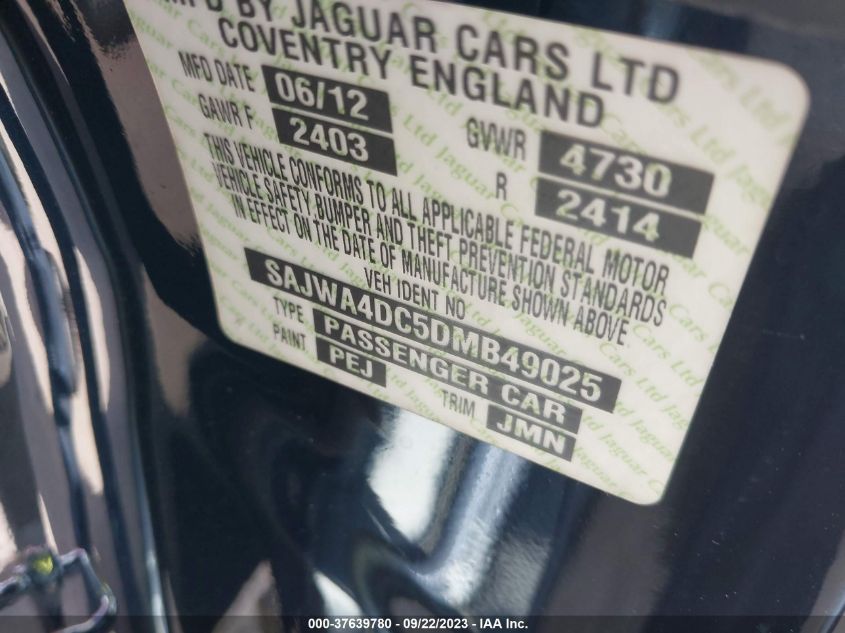 MFD BY JAGUAR CARS LTD
COVENTRY ENGLAND
MFD DATE 06/12
GAWR F 2403 GVWR 4730
R 2414
THIS VEHICLE CONFORMS TO ALL APPLICABLE FEDERAL MOTOR
VEHICLE SAFETY, BUMPER AND THEFT PREVENTION STANDARDS
IN EFFECT ON THE DATE OF MANUFACTURE SHOWN ABOVE.
VEH IDENT NO
SAJWA4DC5DMB49025
TYPE PASSENGER CAR
PAINT PEJ TRIM JMN
000-37639780 - 09/22/2023 - IAA Inc.